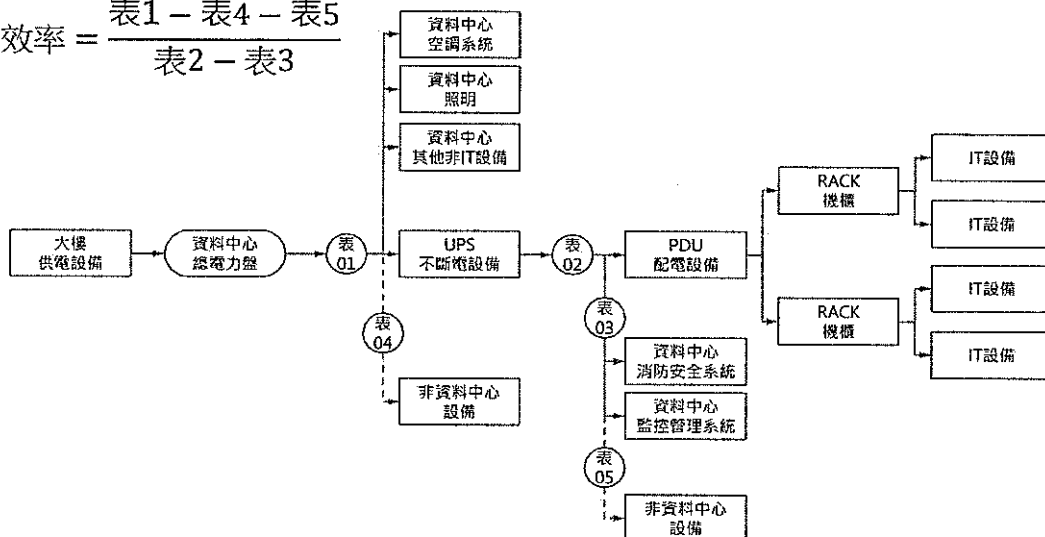 效率 = (表1 − 表4 − 表5) / (表2 − 表3)
資料中心
空調系統
資料中心
照明
資料中心
其他非IT設備
大樓
供電設備
資料中心
總電力盤
表
01
UPS
不斷電設備
表
02
PDU
配電設備
RACK
機櫃
IT設備
IT設備
RACK
機櫃
IT設備
IT設備
表
03
資料中心
消防安全系統
資料中心
監控管理系統
表
04
非資料中心
設備
表
05
非資料中心
設備